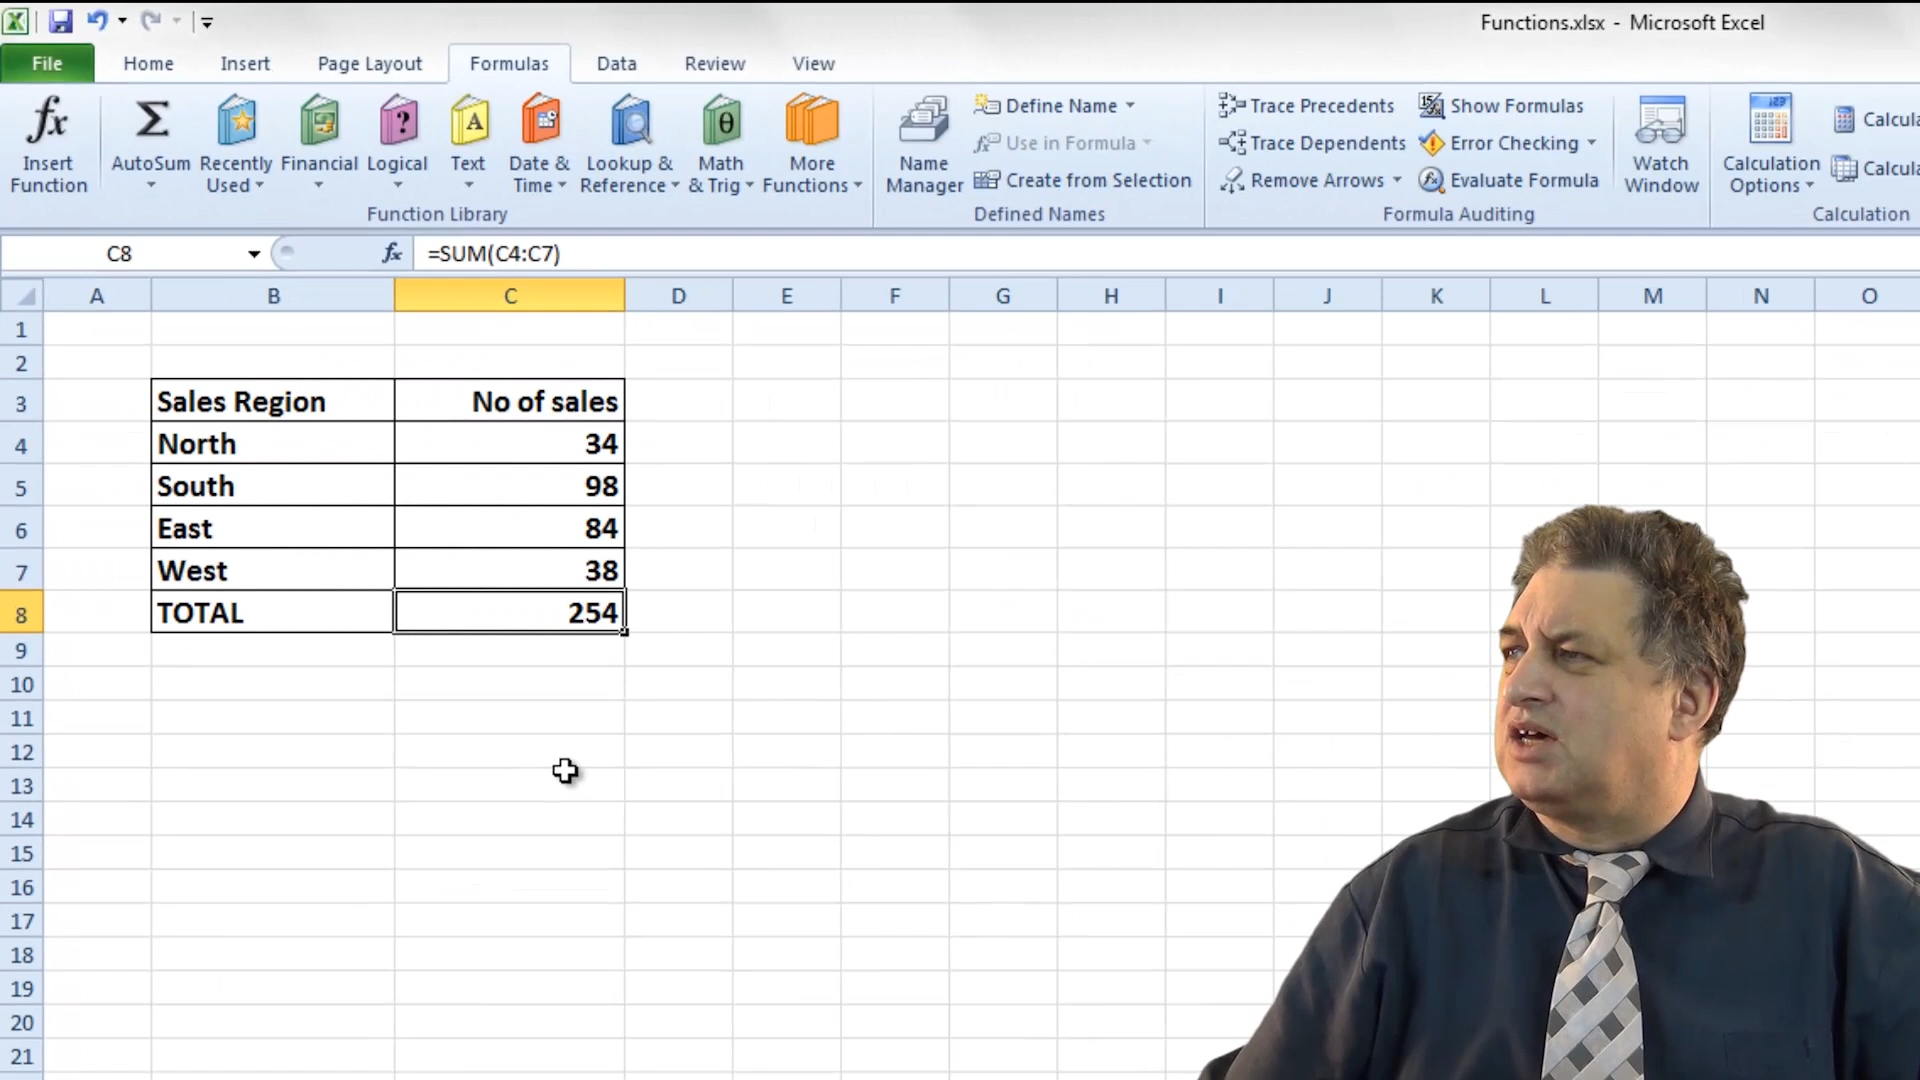 Functions.xlsx - Microsoft Excel
File Home Insert Page Layout Formulas Data Review View
Insert Function
AutoSum
Recently Used
Financial
Logical
Text
Date & Time
Lookup & Reference
Math & Trig
More Functions
Function Library
Name Manager
Define Name
Use in Formula
Create from Selection
Defined Names
Trace Precedents
Trace Dependents
Remove Arrows
Show Formulas
Error Checking
Evaluate Formula
Watch Window
Formula Auditing
Calculation Options
Calcula
Calcula
Calculation
C8 fx =SUM(C4:C7)
A B C D E F G H I J K L M N O
1
2
3 Sales Region No of sales
4 North 34
5 South 98
6 East 84
7 West 38
8 TOTAL 254
9
10
11
12
13
14
15
16
17
18
19
20
21